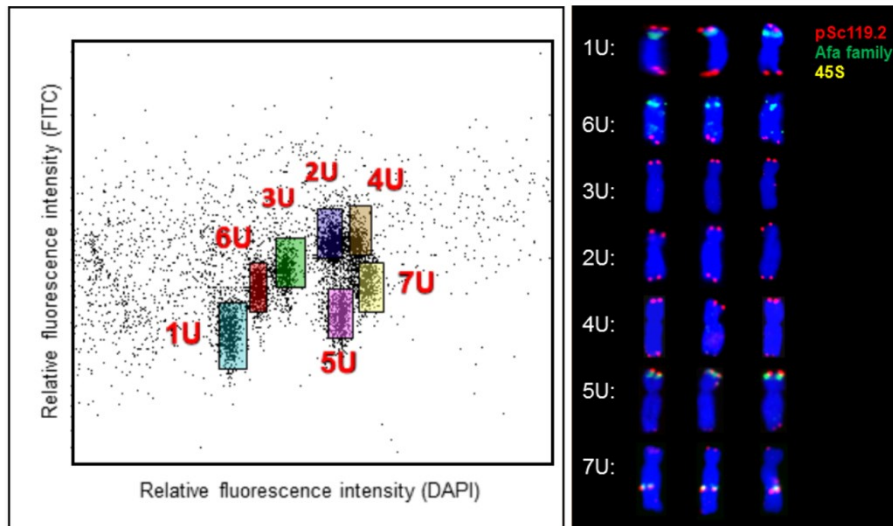 Relative fluorescence intensity (FITC)
2U
4U
3U
6U
7U
1U
5U
Relative fluorescence intensity (DAPI)
pSc119.2
Afa family
45S
1U:
6U:
3U:
2U:
4U:
5U:
7U: